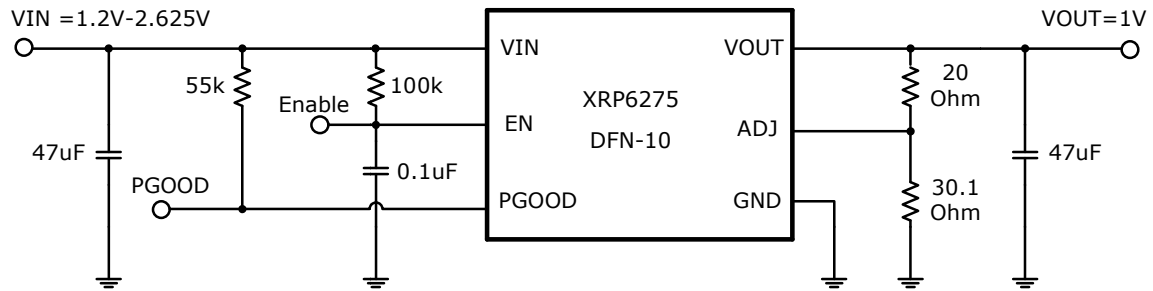 VIN =1.2V-2.625V
VOUT=1V
VIN
VOUT
55k
100k
20
Ohm
XRP6275
Enable
EN
DFN-10
ADJ
47uF
0.1uF
47uF
PGOOD
PGOOD
GND
30.1
Ohm